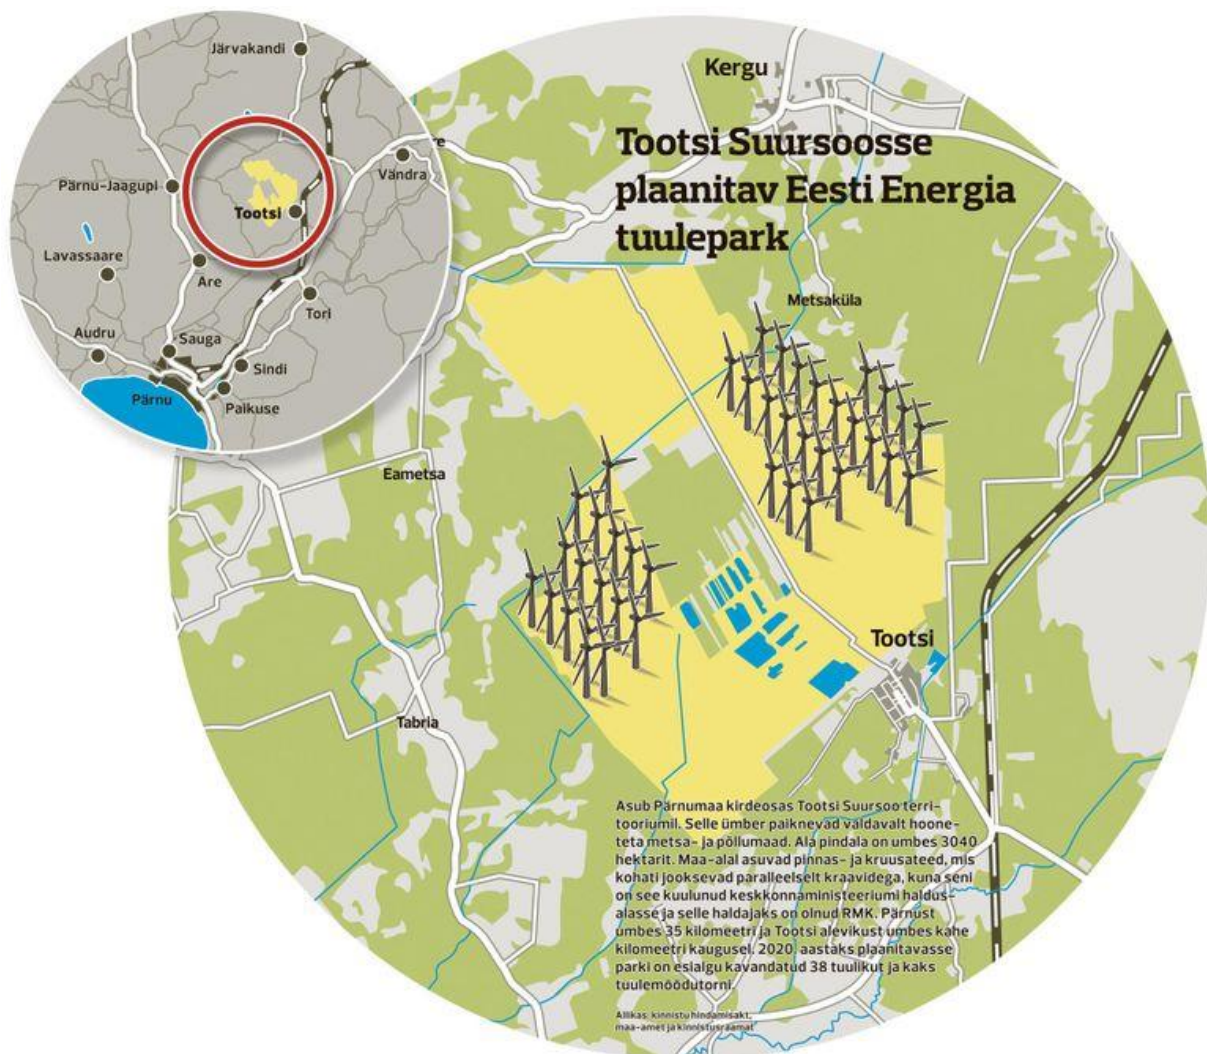 Järvakandi
Pärnu-Jaagupi
Vändra
Tootsi
Lavassaare
Are
Tori
Audru
Sauga
Sindi
Pärnu
Paikuse
Kergu
Tootsi Suursoosse
plaanitav Eesti Energia
tuulepark
Metsaküla
Eametsa
Tootsi
Tabria
Asub Pärnumaa kirdeosas Tootsi Suursoo terri-
tooriumil. Selle ümber paiknevad valdavalt hoone-
teta metsa- ja põllumaad. Ala pindala on umbes 3040
hektarit. Maa-alal asuvad pinnas- ja kruusateed, mis
kohati jooksevad paralleelselt kraavidega, kuna seni
on see kuulunud keskkonnaministeeriumi haldus-
alasse ja selle haldajaks on olnud RMK. Pärnust
umbes 35 kilomeetri ja Tootsi alevikust umbes kahe
kilomeetri kaugusel. 2020. aastaks plaanitavasse
parki on esialgu kavandatud 38 tuulikut ja kaks
tuulemõõdutorni.
Allikas: kinnistu hindamisakt,
maa-amet ja kinnistusraamat